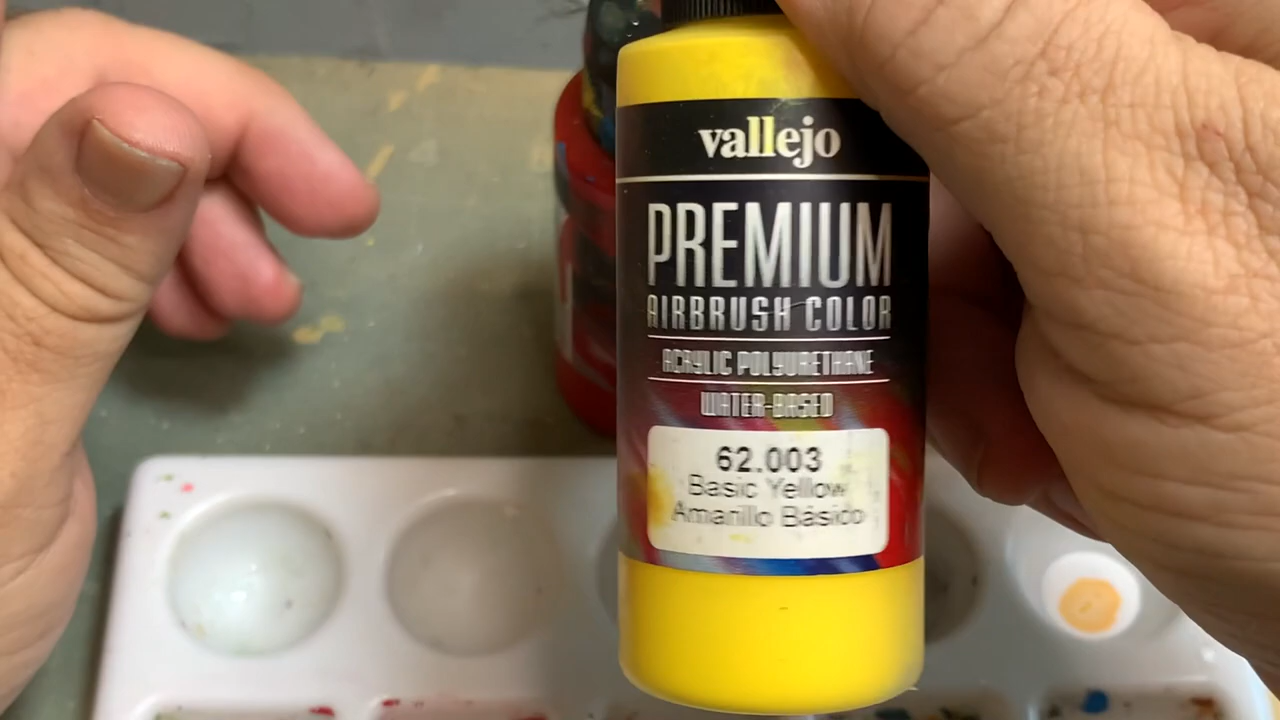 vallejo
PREMIUM
AIRBRUSH COLOR
ACRYLIC POLYURETHANE
WATER-BASED
62.003
Basic Yellow
Amarillo Básico